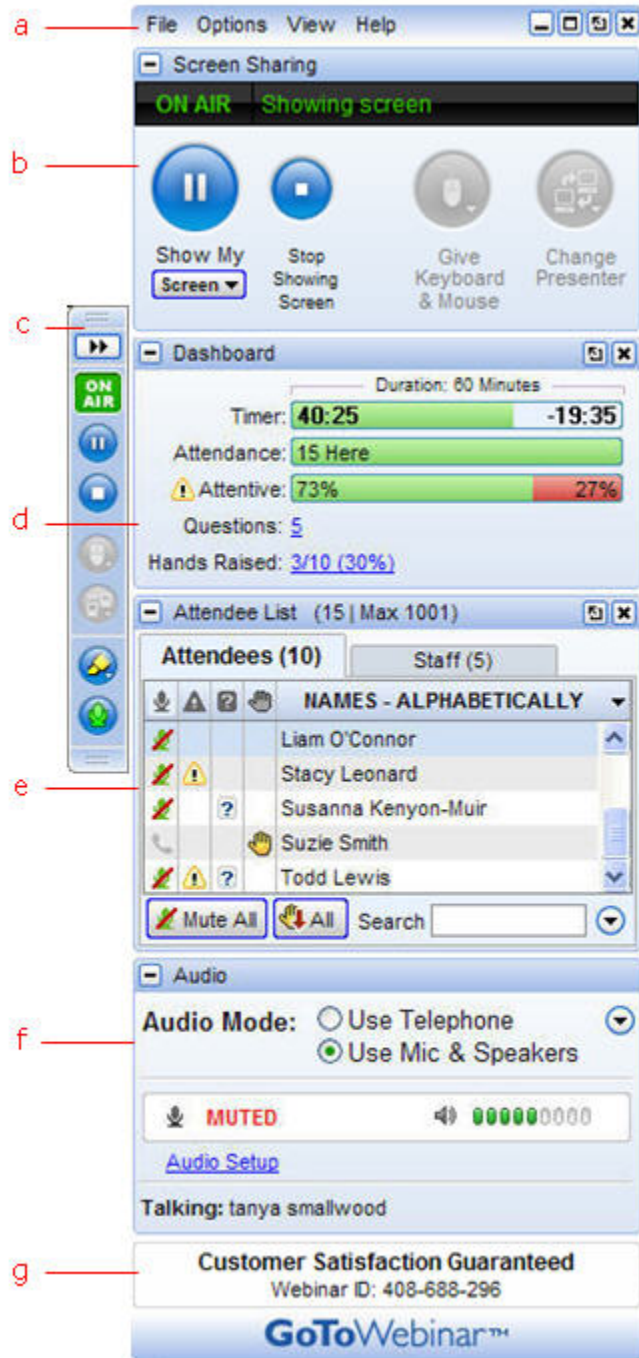 a
File Options View Help
Screen Sharing
ON AIR Showing screen
b
Show My
Screen
Stop
Showing
Screen
Give
Keyboard
& Mouse
Change
Presenter
c
ON
AIR
Dashboard
Duration: 60 Minutes
Timer: 40:25 -19:35
Attendance: 15 Here
Attentive: 73% 27%
d
Questions: 5
Hands Raised: 3/10 (30%)
Attendee List (15 | Max 1001)
Attendees (10) Staff (5)
NAMES - ALPHABETICALLY
Liam O'Connor
Stacy Leonard
e
Susanna Kenyon-Muir
Suzie Smith
Todd Lewis
Mute All All Search
Audio
Audio Mode: Use Telephone
f
Use Mic & Speakers
MUTED
Audio Setup
Talking: tanya smallwood
g
Customer Satisfaction Guaranteed
Webinar ID: 408-688-296
GoToWebinar™